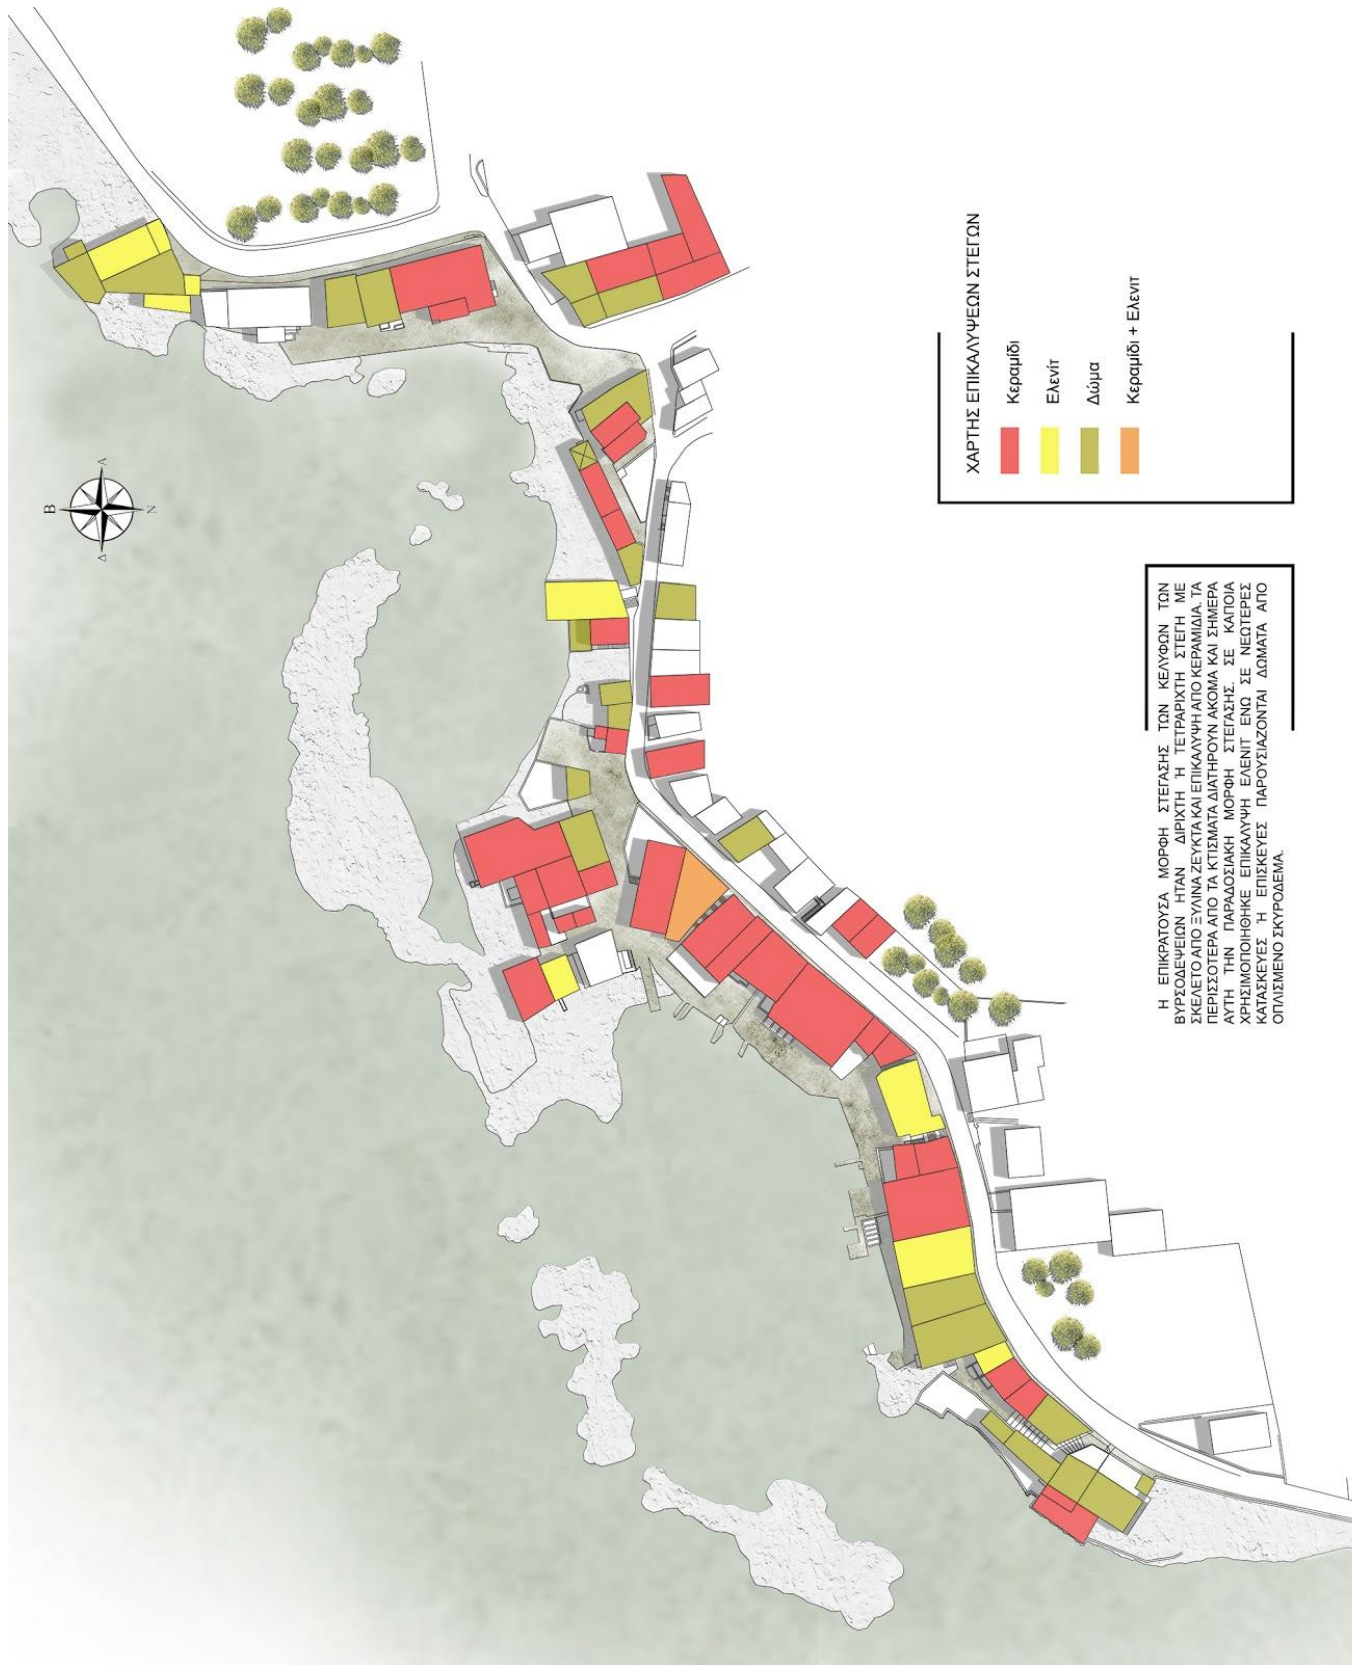 Β
Α
Δ
Ν
ΧΑΡΤΗΣ ΕΠΙΚΑΛΥΨΕΩΝ ΣΤΕΓΩΝ
Κεραμίδι
Ελενίτ
Δώμα
Κεραμίδι + Ελενιτ
Η ΕΠΙΚΡΑΤΟΥΣΑ ΜΟΡΦΗ ΣΤΕΓΑΣΗΣ ΤΩΝ ΚΕΛΥΦΩΝ ΤΩΝ
ΒΥΡΣΟΔΕΨΕΙΩΝ ΗΤΑΝ ΔΙΡΙΧΤΗ Ή ΤΕΤΡΑΡΙΧΤΗ ΣΤΕΓΗ ΜΕ
ΣΚΕΛΕΤΟ ΑΠΟ ΞΥΛΙΝΑ ΖΕΥΚΤΑ ΚΑΙ ΕΠΙΚΑΛΥΨΗ ΑΠΟ ΚΕΡΑΜΙΔΙΑ. ΤΑ
ΠΕΡΙΣΣΟΤΕΡΑ ΑΠΟ ΤΑ ΚΤΙΣΜΑΤΑ ΔΙΑΤΗΡΟΥΝ ΑΚΟΜΑ ΚΑΙ ΣΗΜΕΡΑ
ΑΥΤΗ ΤΗΝ ΠΑΡΑΔΟΣΙΑΚΗ ΜΟΡΦΗ ΣΤΕΓΑΣΗΣ. ΣΕ ΚΑΠΟΙΑ
ΧΡΗΣΙΜΟΠΟΙΗΘΗΚΕ ΕΠΙΚΑΛΥΨΗ ΕΛΕΝΙΤ ΕΝΩ ΣΕ ΝΕΩΤΕΡΕΣ
ΚΑΤΑΣΚΕΥΕΣ Ή ΕΠΙΣΚΕΥΕΣ ΠΑΡΟΥΣΙΑΖΟΝΤΑΙ ΔΩΜΑΤΑ ΑΠΟ
ΟΠΛΙΣΜΕΝΟ ΣΚΥΡΟΔΕΜΑ.